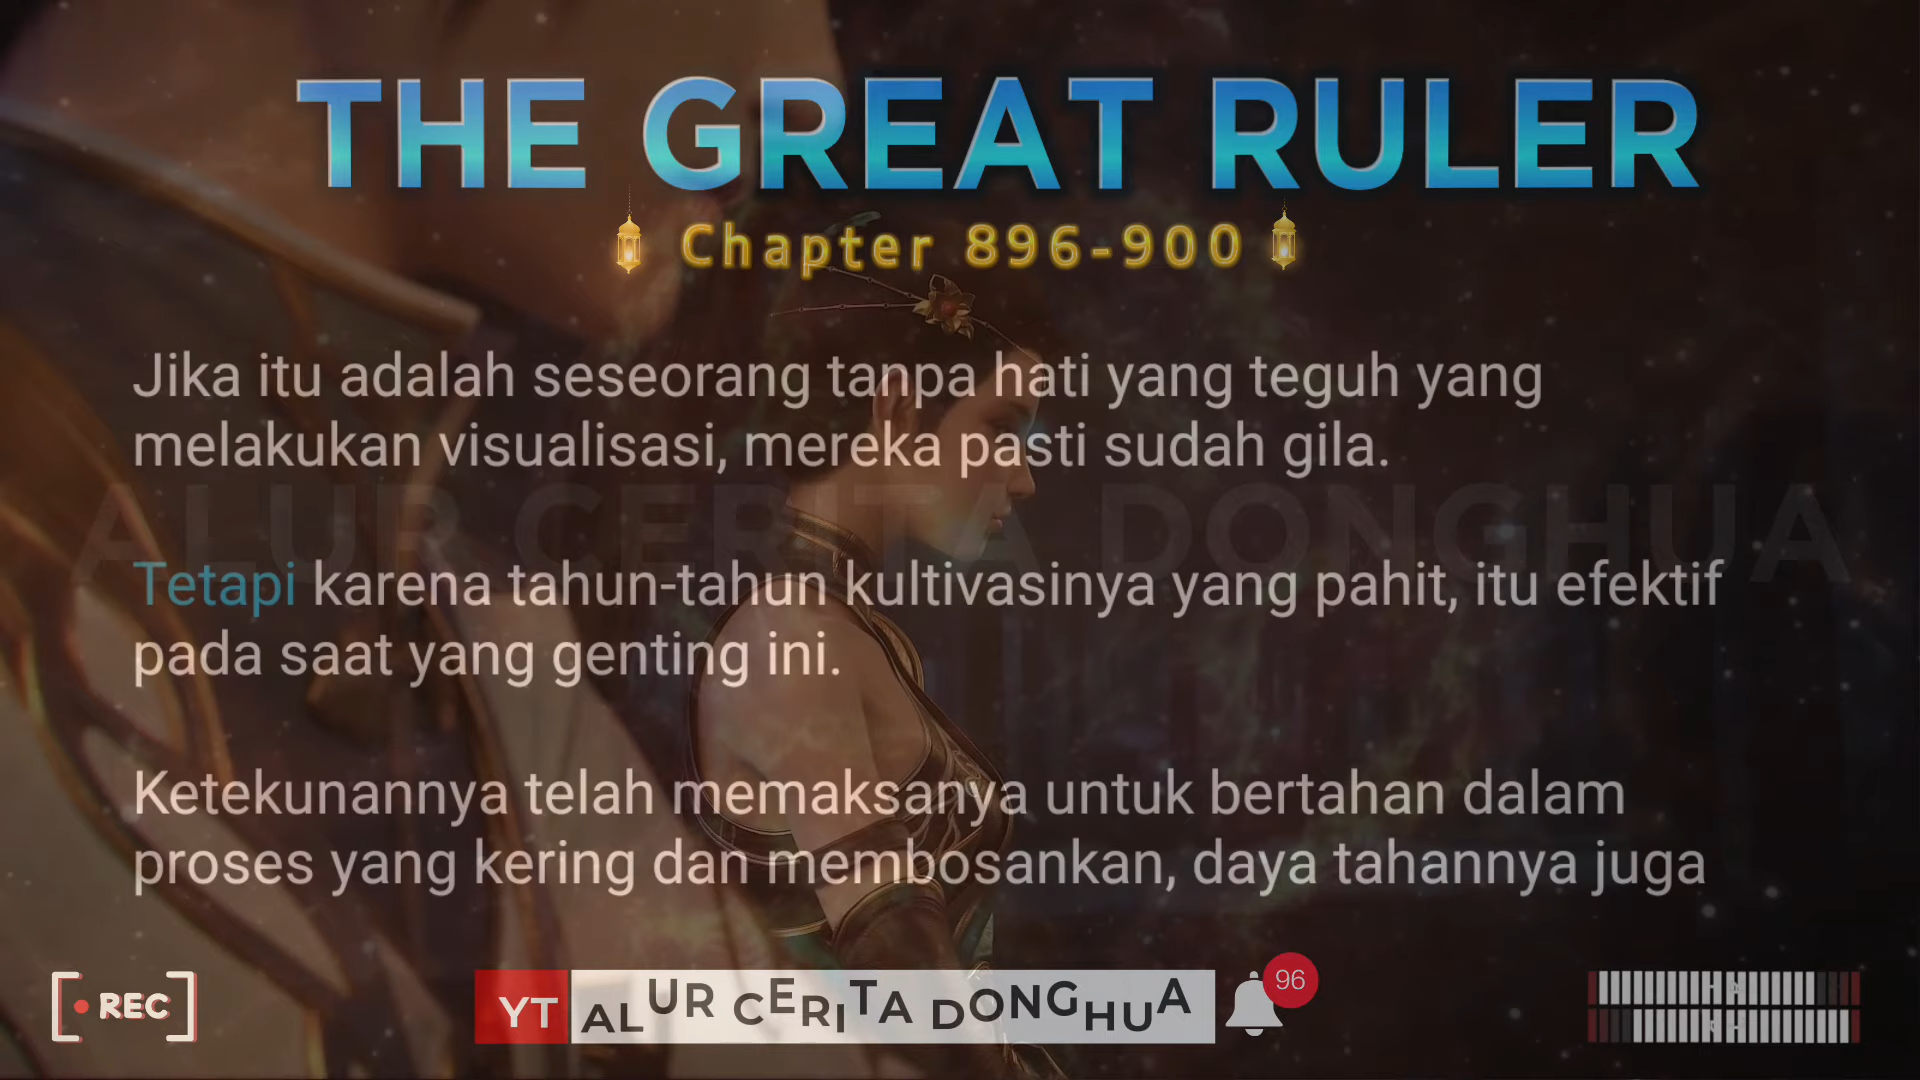 THE GREAT RULER
Chapter 896-900
Jika itu adalah seseorang tanpa hati yang teguh yang
melakukan visualisasi, mereka pasti sudah gila.
ALUR CERITA DONGHUA
Tetapi karena tahun-tahun kultivasinya yang pahit, itu efektif
pada saat yang genting ini.
Ketekunannya telah memaksanya untuk bertahan dalam
proses yang kering dan membosankan, daya tahannya juga
REC
YT ALUR CERITA DONGHUA
96